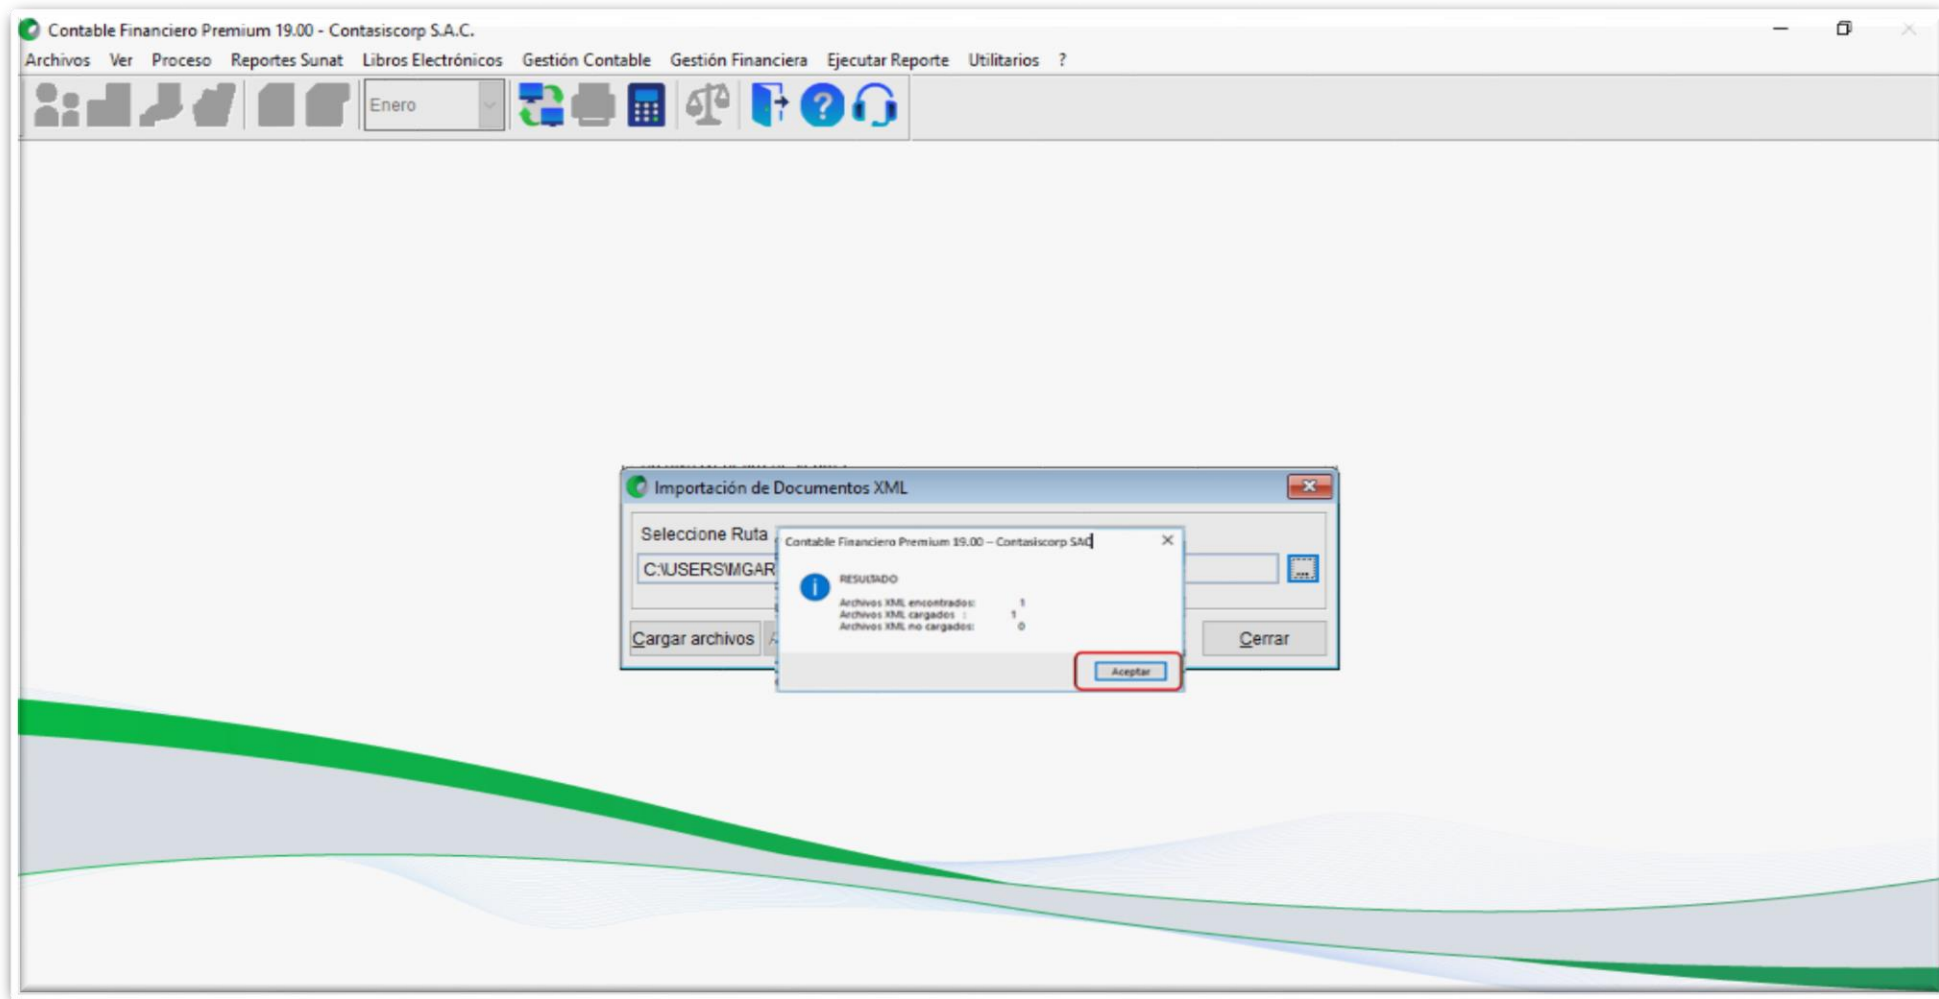 Contable Financiero Premium 19.00 - Contasiscorp S.A.C.
Archivos Ver Proceso Reportes Sunat Libros Electrónicos Gestión Contable Gestión Financiera Ejecutar Reporte Utilitarios ?
Enero
Importación de Documentos XML
Seleccione Ruta
C:\USERS\MGAR
...
Contable Financiero Premium 19.00 – Contasiscorp SAC
RESULTADO
Archivos XML encontrados: 1
Archivos XML cargados : 1
Archivos XML no cargados: 0
Cargar archivos
Cerrar
Aceptar